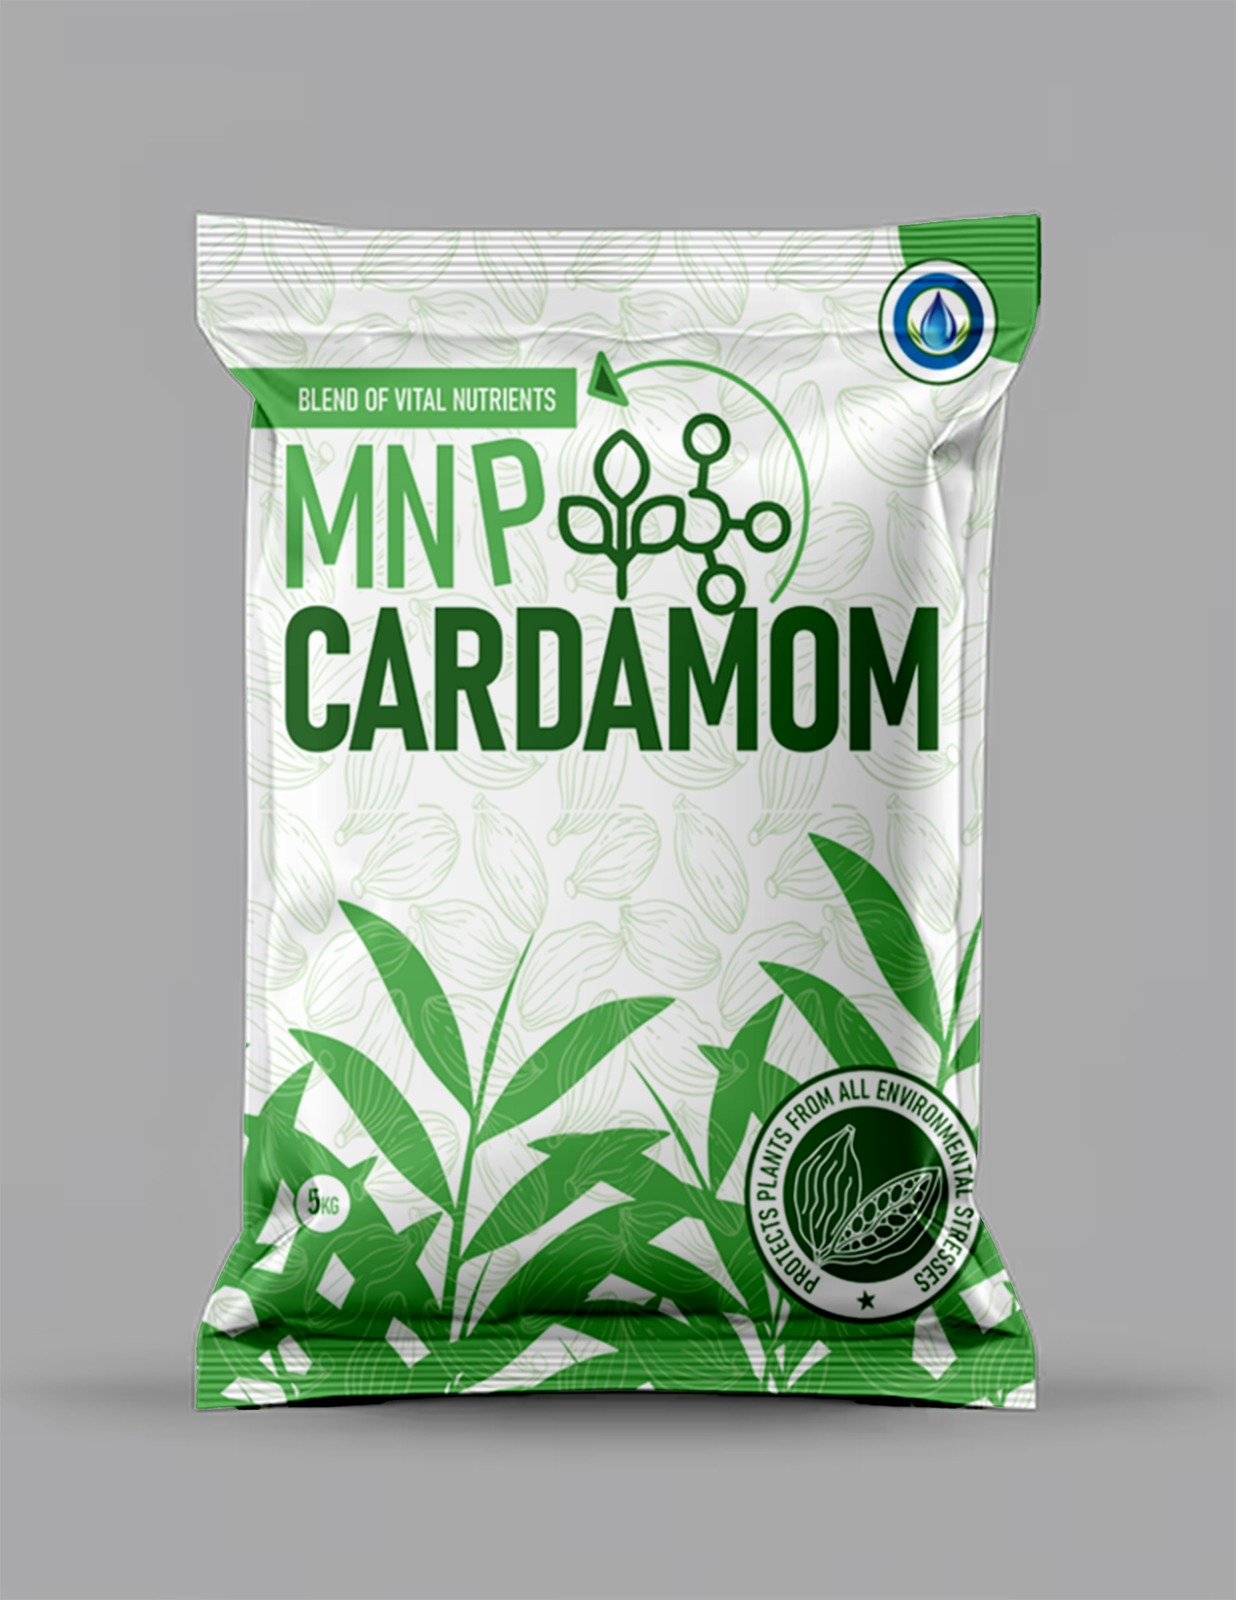 BLEND OF VITAL NUTRIENTS
MNP
CARDAMOM
5KG
PROTECTS PLANTS FROM ALL ENVIRONMENTAL STRESSES